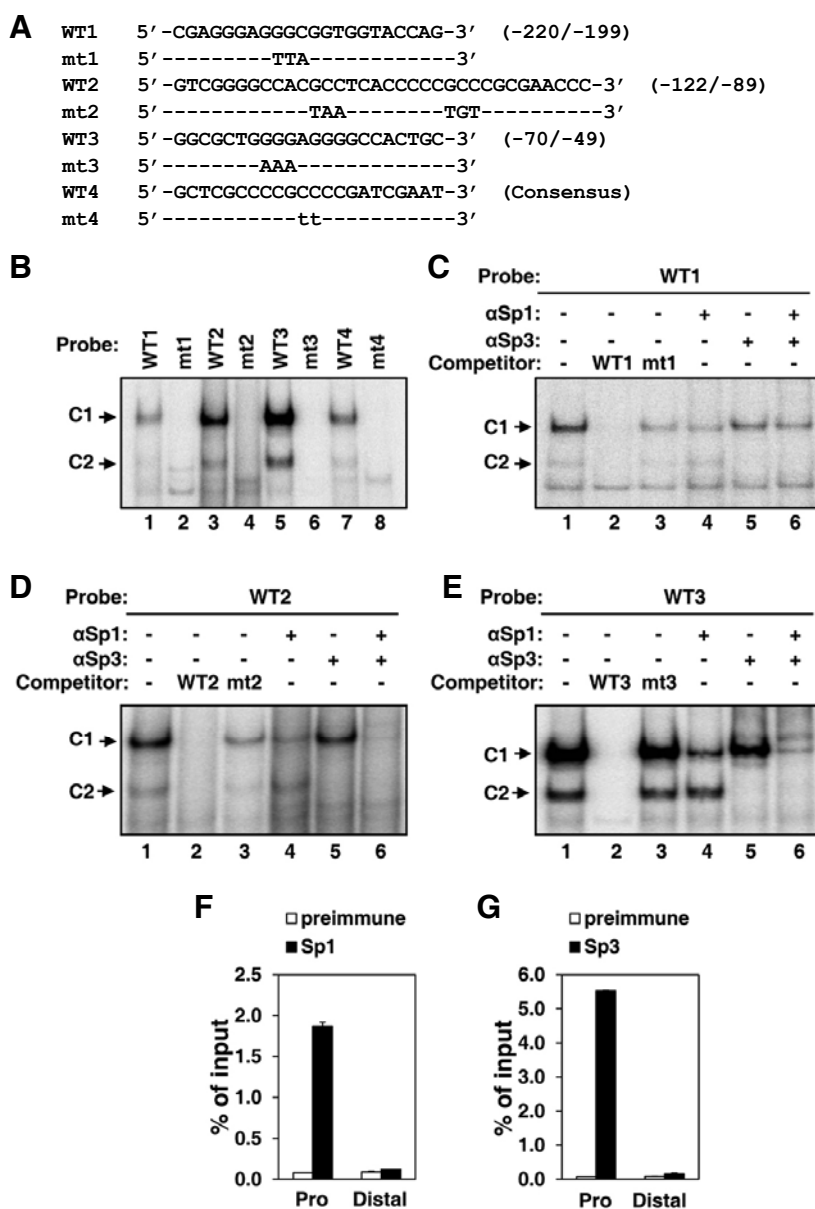 A
WT1 5’-CGAGGGAGGGCGGTGGTACCAG-3’ (-220/-199)
mt1 5’---------TTA------------3’
WT2 5’-GTCGGGGCCACGCCTCACCCCCGCCCGCGAACCC-3’ (-122/-89)
mt2 5’------------TAA--------TGT----------3’
WT3 5’-GGCGCTGGGGAGGGGCCACTGC-3’ (-70/-49)
mt3 5’--------AAA-------------3’
WT4 5’-GCTCGCCCCGCCCCGATCGAAT-3’ (Consensus)
mt4 5’-----------tt-----------3’
B
Probe: WT1 mt1 WT2 mt2 WT3 mt3 WT4 mt4
C1
C2
1 2 3 4 5 6 7 8
C
Probe: WT1
αSp1: - - - + - +
αSp3: - - - - + +
Competitor: - WT1 mt1 - - -
C1
C2
1 2 3 4 5 6
D
Probe: WT2
αSp1: - - - + - +
αSp3: - - - - + +
Competitor: - WT2 mt2 - - -
C1
C2
1 2 3 4 5 6
E
Probe: WT3
αSp1: - - - + - +
αSp3: - - - - + +
Competitor: - WT3 mt3 - - -
C1
C2
1 2 3 4 5 6
F
preimmune
Sp1
% of input
2.5
2.0
1.5
1.0
0.5
0.0
Pro Distal
G
preimmune
Sp3
% of input
6.0
5.0
4.0
3.0
2.0
1.0
0.0
Pro Distal